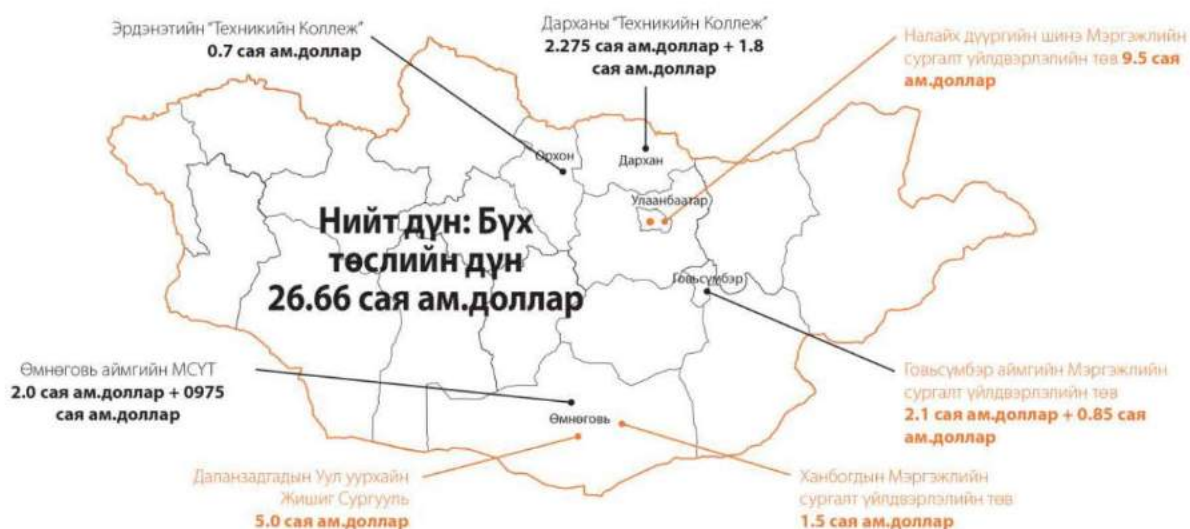 Эрдэнэтийн "Техникийн Коллеж"
0.7 сая ам.доллар
Дарханы "Техникийн Коллеж"
2.275 сая ам.доллар + 1.8
сая ам.доллар
Налайх дүүргийн шинэ Мэргэжлийн
сургалт үйлдвэрлэлийн төв 9.5 сая
ам.доллар
Орхон
Дархан
Улаанбаатар
Нийт дүн: Бүх
төслийн дүн
26.66 сая ам.доллар
Говьсүмбэр
Өмнөговь аймгийн МСҮТ
2.0 сая ам.доллар + 0975
сая ам.доллар
Говьсүмбэр аймгийн Мэргэжлийн
сургалт үйлдвэрлэлийн төв
2.1 сая ам.доллар + 0.85 сая
ам.доллар
Өмнөговь
Даланзадгадын Уул уурхайн
Жишиг Сургууль
5.0 сая ам.доллар
Ханбогдын Мэргэжлийн
сургалт үйлдвэрлэлийн төв
1.5 сая ам.доллар